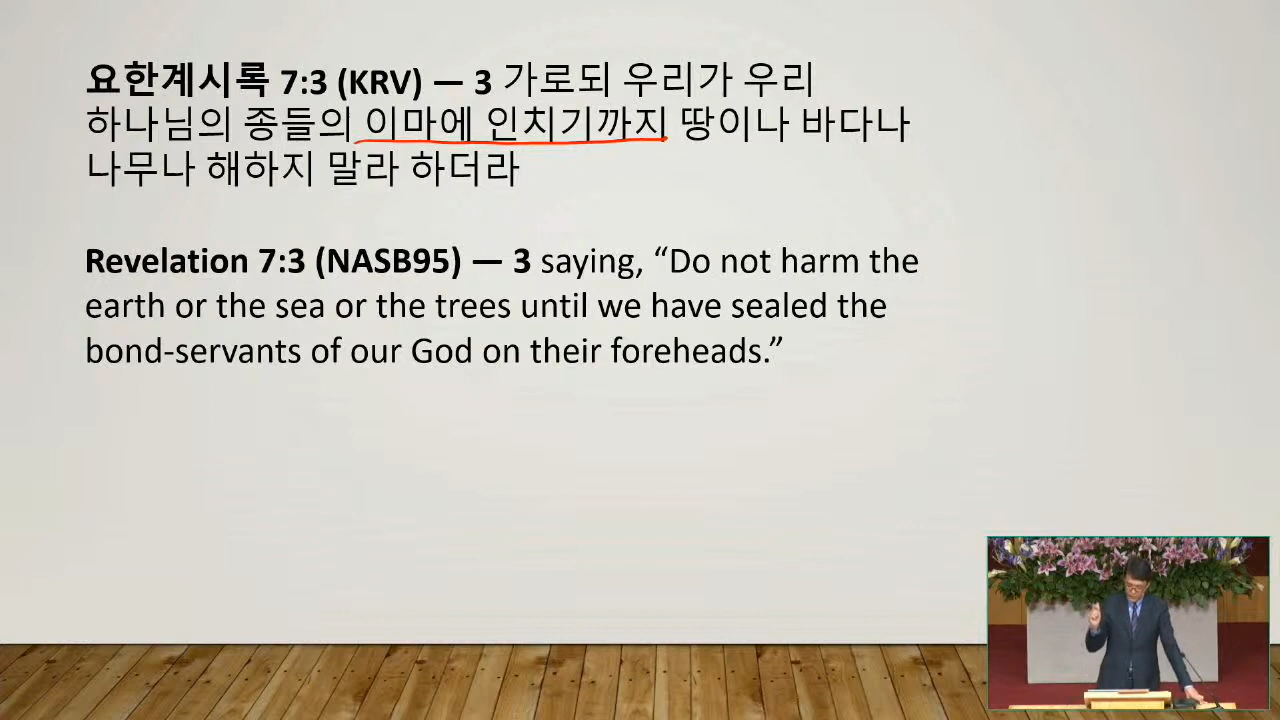 요한계시록 7:3 (KRV) — 3 가로되 우리가 우리
하나님의 종들의 이마에 인치기까지 땅이나 바다나
나무나 해하지 말라 하더라
Revelation 7:3 (NASB95) — 3 saying, “Do not harm the
earth or the sea or the trees until we have sealed the
bond-servants of our God on their foreheads.”